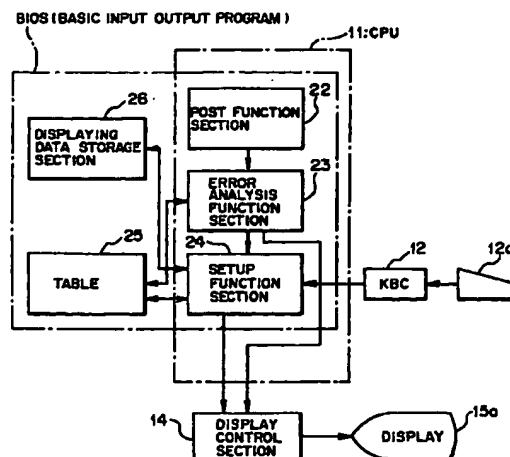 BIOS (BASIC INPUT OUTPUT PROGRAM)
11:CPU
26
DISPLAYING
DATA STORAGE
SECTION
22
POST FUNCTION
SECTION
23
ERROR
ANALYSIS
FUNCTION
SECTION
25
TABLE
24
SETUP
FUNCTION
SECTION
12
KBC
12a
14
DISPLAY
CONTROL
SECTION
15a
DISPLAY